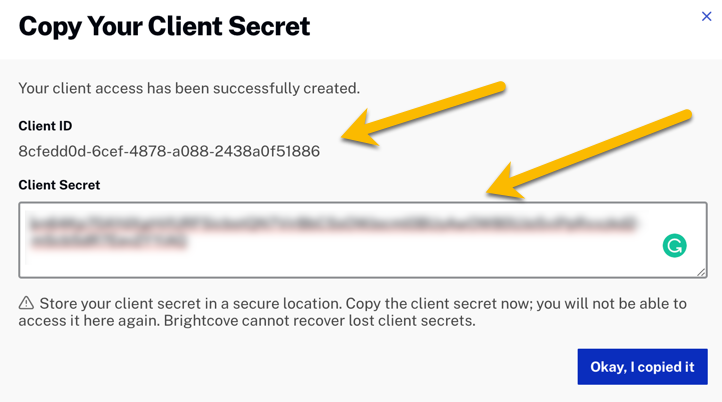 Copy Your Client Secret
Your client access has been successfully created.
Client ID
8cfedd0d-6cef-4878-a088-2438a0f51886
Client Secret
Store your client secret in a secure location. Copy the client secret now; you will not be able to
access it here again. Brightcove cannot recover lost client secrets.
Okay, I copied it